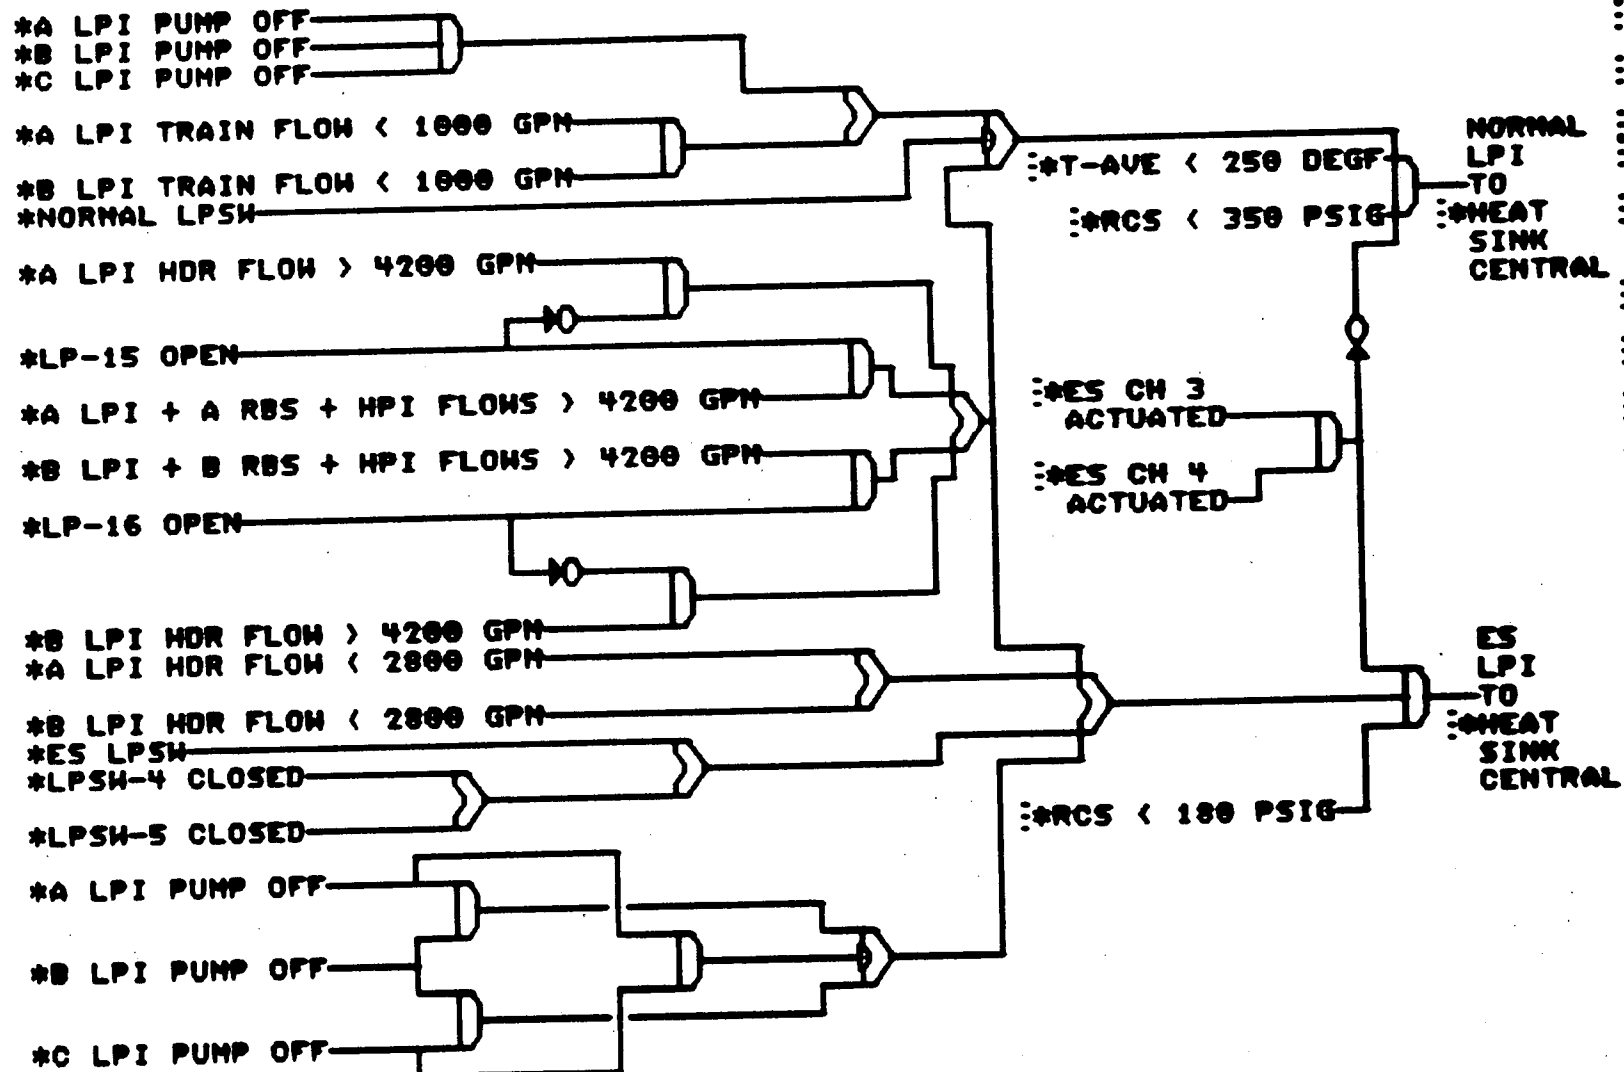 *A LPI PUMP OFF
*B LPI PUMP OFF
*C LPI PUMP OFF
*A LPI TRAIN FLOW < 1000 GPM
*B LPI TRAIN FLOW < 1000 GPM
*NORMAL LPSW
*T-AVE < 250 DEGF
*RCS < 350 PSIG
NORMAL
LPI
TO
*HEAT
SINK
CENTRAL
*A LPI HDR FLOW > 4200 GPM
*LP-15 OPEN
*A LPI + A RBS + HPI FLOWS > 4200 GPM
*B LPI + B RBS + HPI FLOWS > 4200 GPM
*LP-16 OPEN
*ES CH 3
ACTUATED
*ES CH 4
ACTUATED
*B LPI HDR FLOW > 4200 GPM
*A LPI HDR FLOW < 2800 GPM
*B LPI HDR FLOW < 2800 GPM
*ES LPSW
*LPSW-4 CLOSED
*LPSW-5 CLOSED
*RCS < 180 PSIG
ES
LPI
TO
*HEAT
SINK
CENTRAL
*A LPI PUMP OFF
*B LPI PUMP OFF
*C LPI PUMP OFF